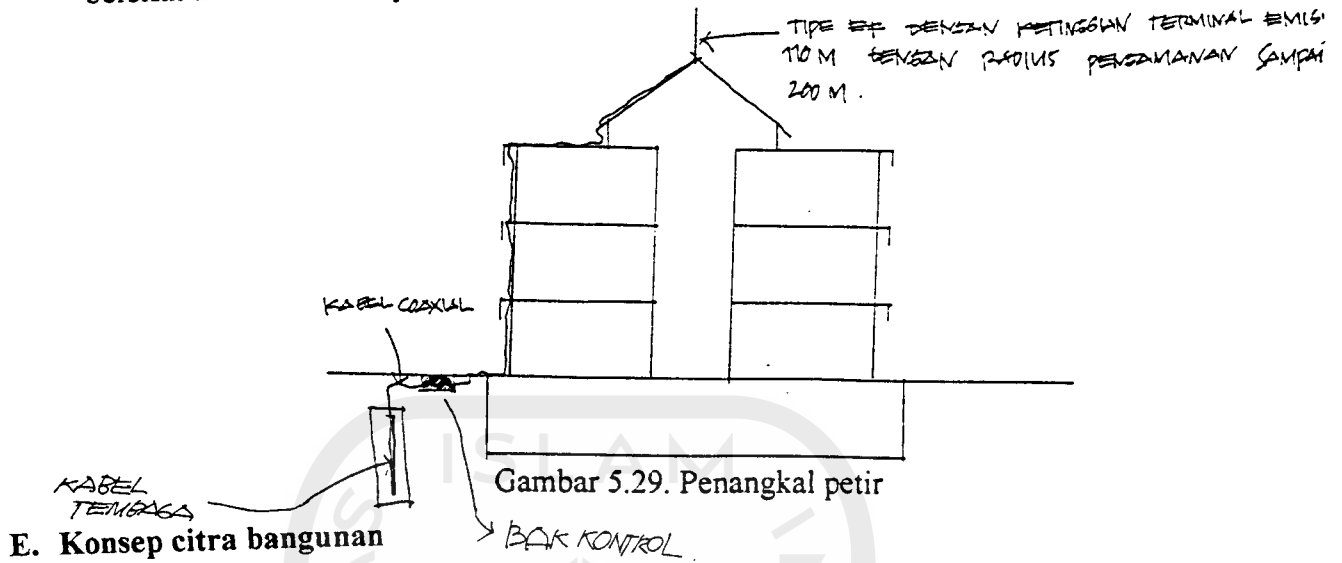 TIPE EF DENGAN KETINGGIAN TERMINAL EMISI
110 M DENGAN RADIUS PENGAMANAN SAMPAI
200 M.
KABEL COAXIAL
ISLAM
Gambar 5.29. Penangkal petir
KABEL
TEMBAGA
BAK KONTROL
E. Konsep citra bangunan